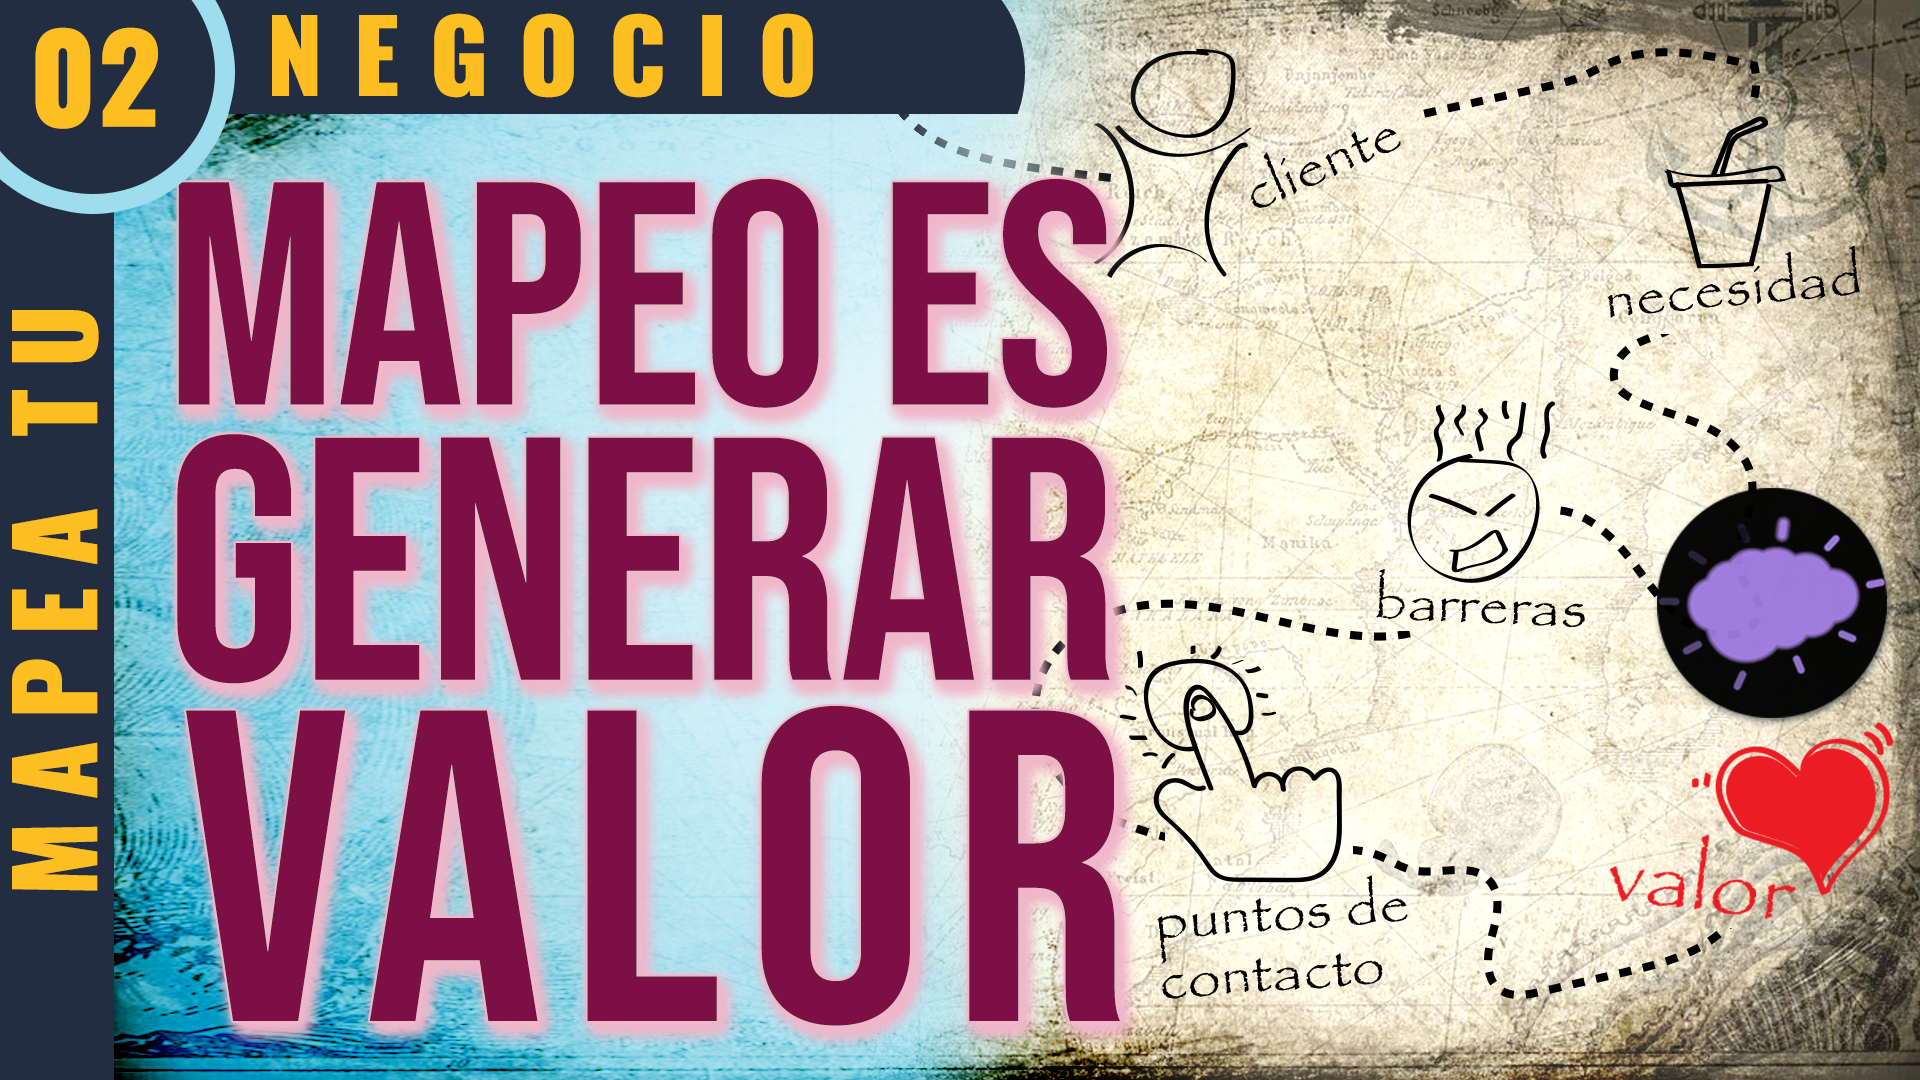 02
NEGOCIO
MAPEA TU
MAPEO ES
GENERAR
VALOR
cliente
necesidad
barreras
puntos de
contacto
valor